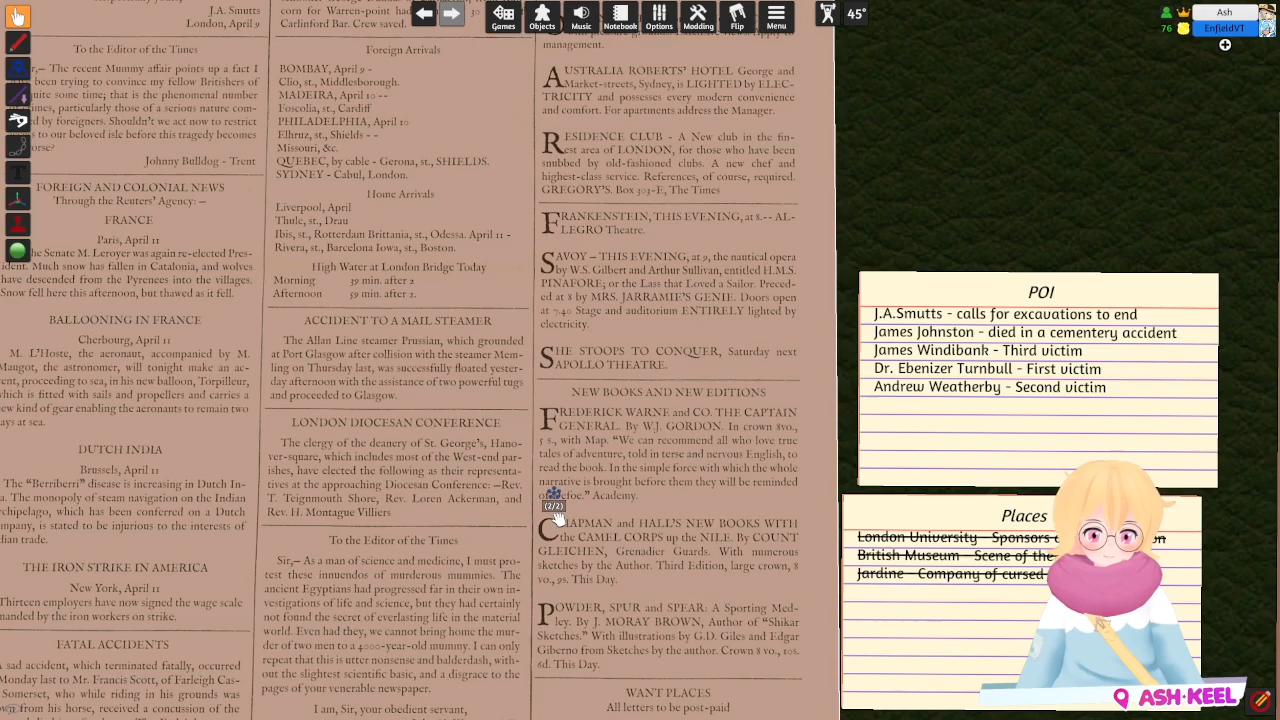 J.A. Smutts
London, April 9
To the Editor of the Times
The recent Mummy affair points up a fact I
been trying to convince my fellow Britishers of
quite some time; that is the phenomenal number
particularly those of a serious nature com-
by foreigners. Shouldn't we act now to restrict
to our beloved isle before this tragedy becomes
Johnny Bulldog - Trent
FOREIGN AND COLONIAL NEWS
Through the Reuters' Agency: —
FRANCE
Paris, April 11
the Senate M. Leroyer was again re-elected Pres-
ident. Much snow has fallen in Catalonia, and wolves
have descended from the Pyrenees into the villages.
Snow fell here this afternoon, but thawed as it fell.
BALLOONING IN FRANCE
Cherbourg, April 11
M. L'Hoste, the aeronaut, accompanied by M.
Maugot, the astronomer, will tonight make an as-
cent, proceeding to sea, in his new balloon, Torpilleur,
which is fitted with sails and propellers and carries a
new kind of gear enabling the aeronauts to remain two
days at sea.
DUTCH INDIA
Brussels, April 11
The "Berriberri" disease is increasing in Dutch In-
dia. The monopoly of steam navigation on the Indian
Archipelago, which has been conferred on a Dutch
company, is stated to be injurious to the interests of
Indian trade.
THE IRON STRIKE IN AMERICA
New York, April 11
Thirteen employers have now signed the wage scale
demanded by the iron workers on strike.
FATAL ACCIDENTS
A sad accident, which terminated fatally, occurred
Monday last to Mr. Francis Scott, of Farleigh Cas-
Somerset, who while riding in his grounds was
from his horse, received a concussion of the
corn for Warren-point
Carlinford Bar. Crew saved.
Foreign Arrivals
BOMBAY, April 9 -
Clio, st., Middlesborough.
MADEIRA, April 10 --
Foscolia, st., Cardiff
PHILADELPHIA, April 10
Elhruz, st., Shields - -
Missouri, &c.
QUEBEC, by cable - Gerona, st., SHIELDS.
SYDNEY - Cabul, London.
Home Arrivals
Liverpool, April
Thule, st., Drau
Ibis, st., Rotterdam Brittania, st., Odessa. April 11 -
Rivera, st., Barcelona Iowa, st., Boston.
High Water at London Bridge Today
Morning 39 min. after 2
Afternoon 59 min. after 2.
ACCIDENT TO A MAIL STEAMER
The Allan Line steamer Prussian, which grounded
at Port Glasgow after collision with the steamer Mem-
ling on Thursday last, was successfully floated yester-
day afternoon with the assistance of two powerful tugs
and proceeded to Glasgow.
LONDON DIOCESAN CONFERENCE
The clergy of the deanery of St. George's, Hano-
ver-square, which includes most of the West-end par-
ishes, have elected the following as their representa-
tives at the approaching Diocesan Conference: —Rev.
T. Teignmouth Shore, Rev. Loren Ackerman, and
Rev. H. Montague Villiers
To the Editor of the Times
Sir,— As a man of science and medicine, I must pro-
test these innuendos of murderous mummies. The
ancient Egyptians had progressed far in their own in-
vestigations of life and science, but they had certainly
not found the secret of everlasting life in the material
world. Even had they, we cannot bring home the mur-
der of two men to a 4000-year-old mummy. I can only
repeat that this is utter nonsense and balderdash, with-
out the slightest scientific basis, and a disgrace to the
pages of your venerable newspaper.
I am, Sir, your obedient servant,
management.
AUSTRALIA ROBERTS' HOTEL George and
Market-streets, Sydney, is LIGHTED by ELEC-
TRICITY and possesses every modern convenience
and comfort. For apartments address the Manager.
RESIDENCE CLUB - A New club in the fin-
est area of LONDON, for those who have been
snubbed by old-fashioned clubs. A new chef and
highest-class service. References, of course, required.
GREGORY'S. Box 303-E, The Times
FRANKENSTEIN, THIS EVENING, at 8.-- AL-
LEGRO Theatre.
SAVOY – THIS EVENING, at 9, the nautical opera
by W.S. Gilbert and Arthur Sullivan, entitled H.M.S.
PINAFORE; or the Lass that Loved a Sailor. Preced-
ed at 8 by MRS. JARRAMIE'S GENIE. Doors open
at 7.40 Stage and auditorium ENTIRELY lighted by
electricity.
SHE STOOPS TO CONQUER, Saturday next
APOLLO THEATRE.
NEW BOOKS AND NEW EDITIONS
FREDERICK WARNE and CO. THE CAPTAIN
GENERAL. By W.J. GORDON. In crown 8vo.,
5 s., with Map. "We can recommend all who love true
tales of adventure, told in terse and nervous English, to
read the book. In the simple force with which the whole
narrative is brought before them they will be reminded
of Defoe." Academy.
CHAPMAN and HALL'S NEW BOOKS WITH
the CAMEL CORPS up the NILE. By COUNT
GLEICHEN, Grenadier Guards. With numerous
sketches by the Author. Third Edition, large crown, 8
vo., 9s. This Day.
POWDER, SPUR and SPEAR: A Sporting Med-
ley. By J. MORAY BROWN, Author of "Shikar
Sketches." With illustrations by G.D. Giles and Edgar
Giberno from Sketches by the author. Crown 8 vo., 10s.
6d. This Day.
WANT PLACES
All letters to be post-paid
(2/2)
Games Objects Music Notebook Options Modding Flip Menu
45°
Ash
76 EnfieldVT
POI
J.A.Smutts - calls for excavations to end
James Johnston - died in a cementery accident
James Windibank - Third victim
Dr. Ebenizer Turnbull - First victim
Andrew Weatherby - Second victim
Places
London University - Sponsors
British Museum - Scene of the
Jardine - Company of cursed
ASH KEEL